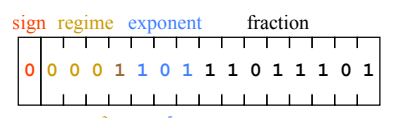 sign regime exponent fraction
0 0 0 0 1 1 0 1 1 1 0 1 1 1 0 1